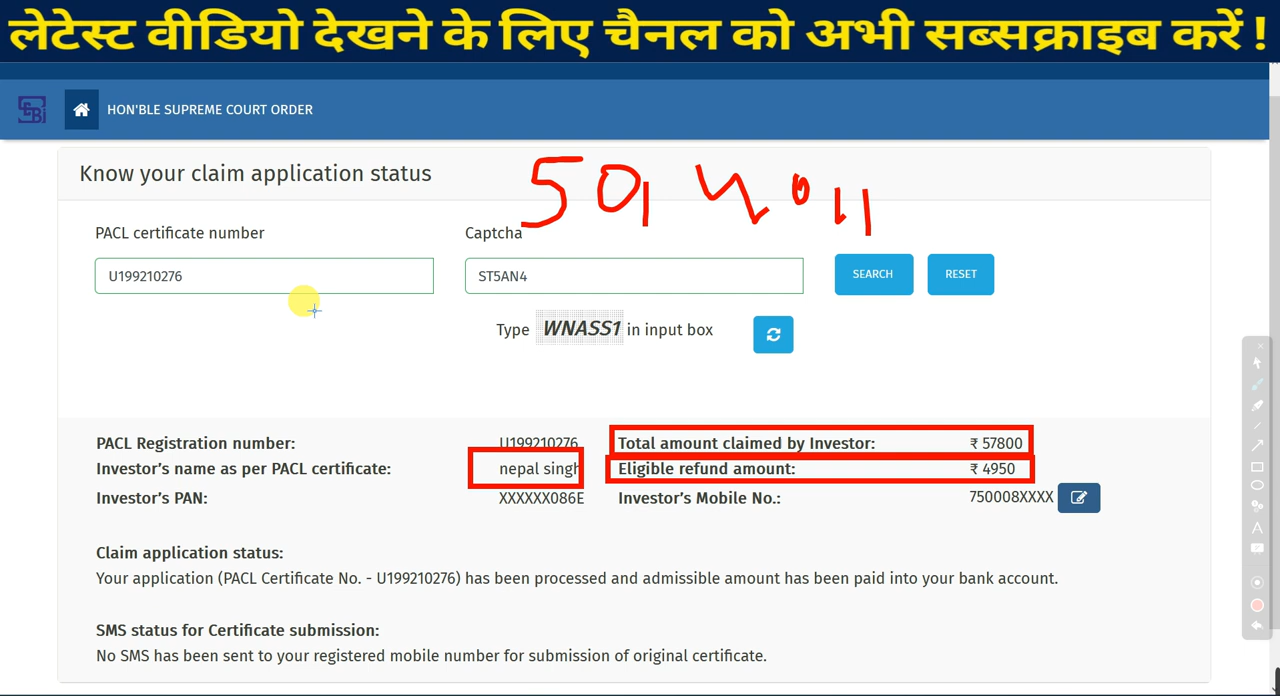 लेटेस्ट वीडियो देखने के लिए चैनल को अभी सब्सक्राइब करें !
SEBI HON'BLE SUPREME COURT ORDER
Know your claim application status
PACL certificate number
Captcha
U199210276
ST5AN4
SEARCH
RESET
Type WNASS1 in input box
PACL Registration number: U199210276 Total amount claimed by Investor: ₹ 57800
Investor’s name as per PACL certificate: nepal singh Eligible refund amount: ₹ 4950
Investor’s PAN: XXXXXX086E Investor’s Mobile No.: 750008XXXX
Claim application status:
Your application (PACL Certificate No. - U199210276) has been processed and admissible amount has been paid into your bank account.
SMS status for Certificate submission:
No SMS has been sent to your registered mobile number for submission of original certificate.